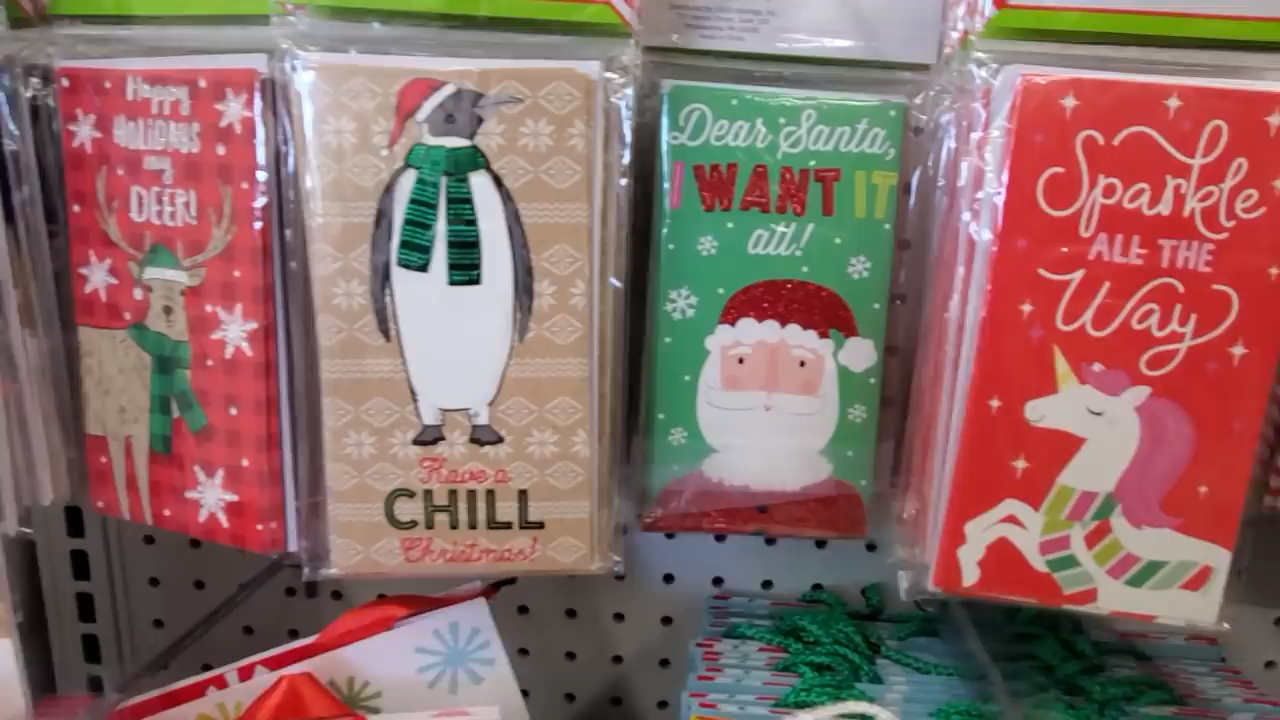 Happy
HOLiDAYS
my
DEER!
Have a
CHILL
Christmas!
Dear Santa,
I WANT IT
all!
Sparkle
ALL THE
Way